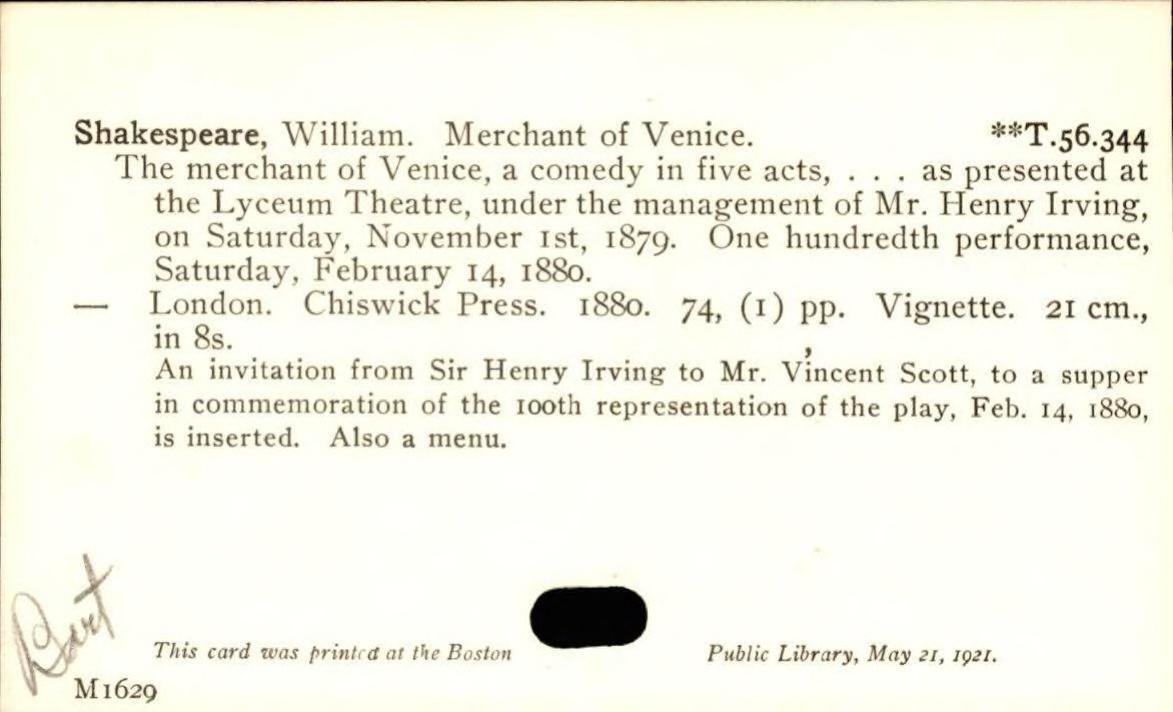 Shakespeare, William. Merchant of Venice. **T.56.344
The merchant of Venice, a comedy in five acts, . . . as presented at
the Lyceum Theatre, under the management of Mr. Henry Irving,
on Saturday, November 1st, 1879. One hundredth performance,
Saturday, February 14, 1880.
— London. Chiswick Press. 1880. 74, (1) pp. Vignette. 21 cm.,
in 8s.
An invitation from Sir Henry Irving to Mr. Vincent Scott, to a supper
in commemoration of the 100th representation of the play, Feb. 14, 1880,
is inserted. Also a menu.
Bart
This card was printed at the Boston Public Library, May 21, 1921.
M1629